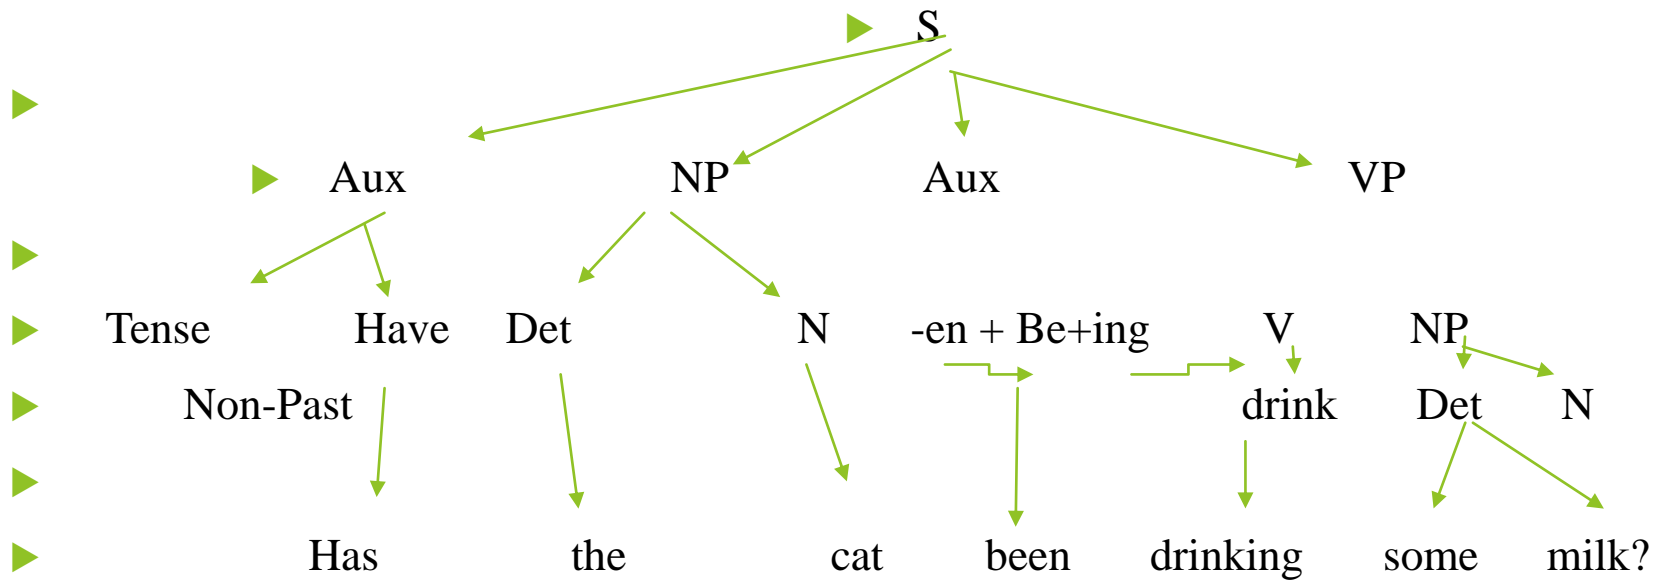 S
Aux NP Aux VP
Tense Have Det N -en + Be+ing V NP
Non-Past drink Det N
Has the cat been drinking some milk?